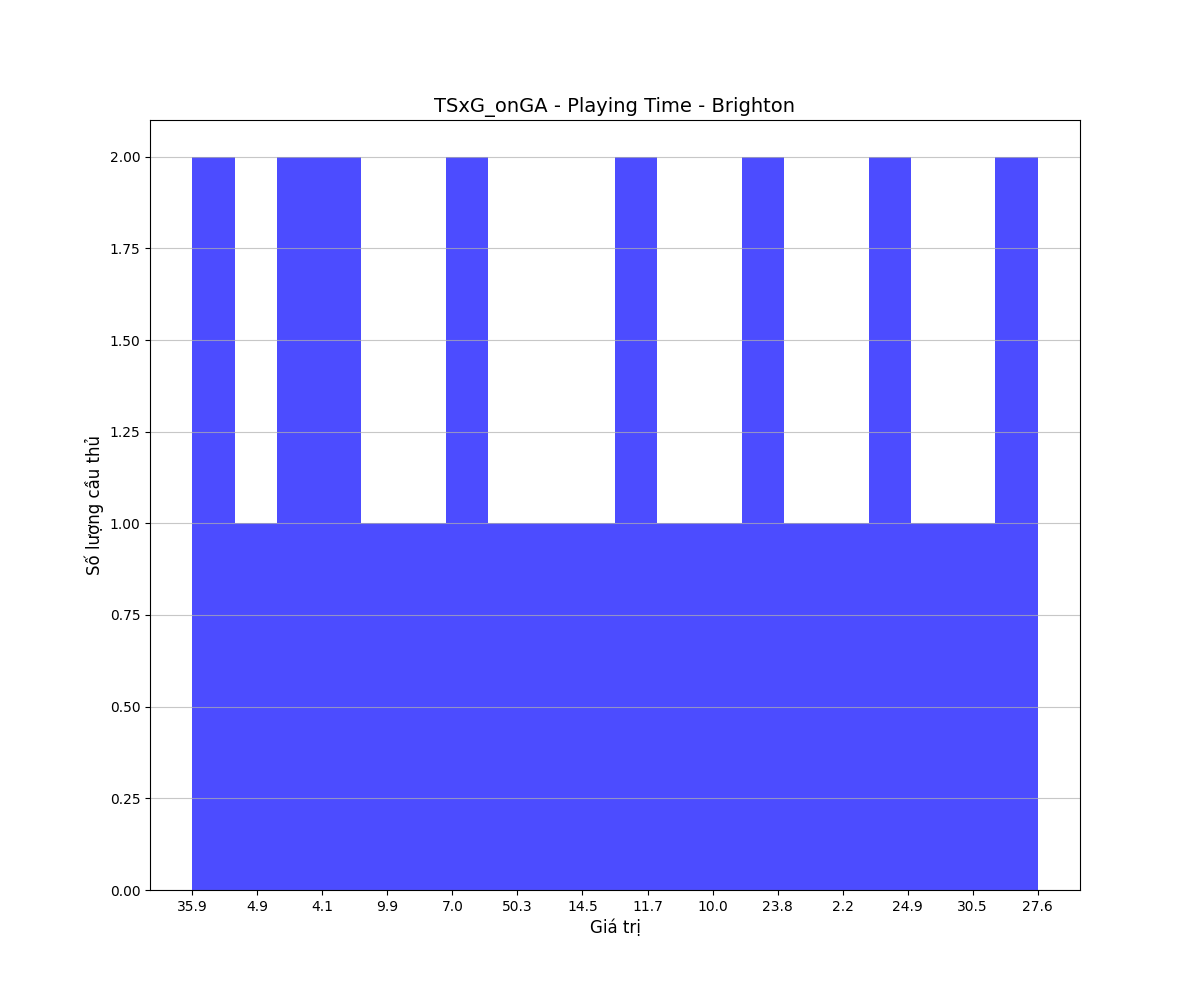 TSxG_onGA - Playing Time - Brighton
Số lượng cầu thủ
2.00
1.75
1.50
1.25
1.00
0.75
0.50
0.25
0.00
35.9 4.9 4.1 9.9 7.0 50.3 14.5 11.7 10.0 23.8 2.2 24.9 30.5 27.6
Giá trị